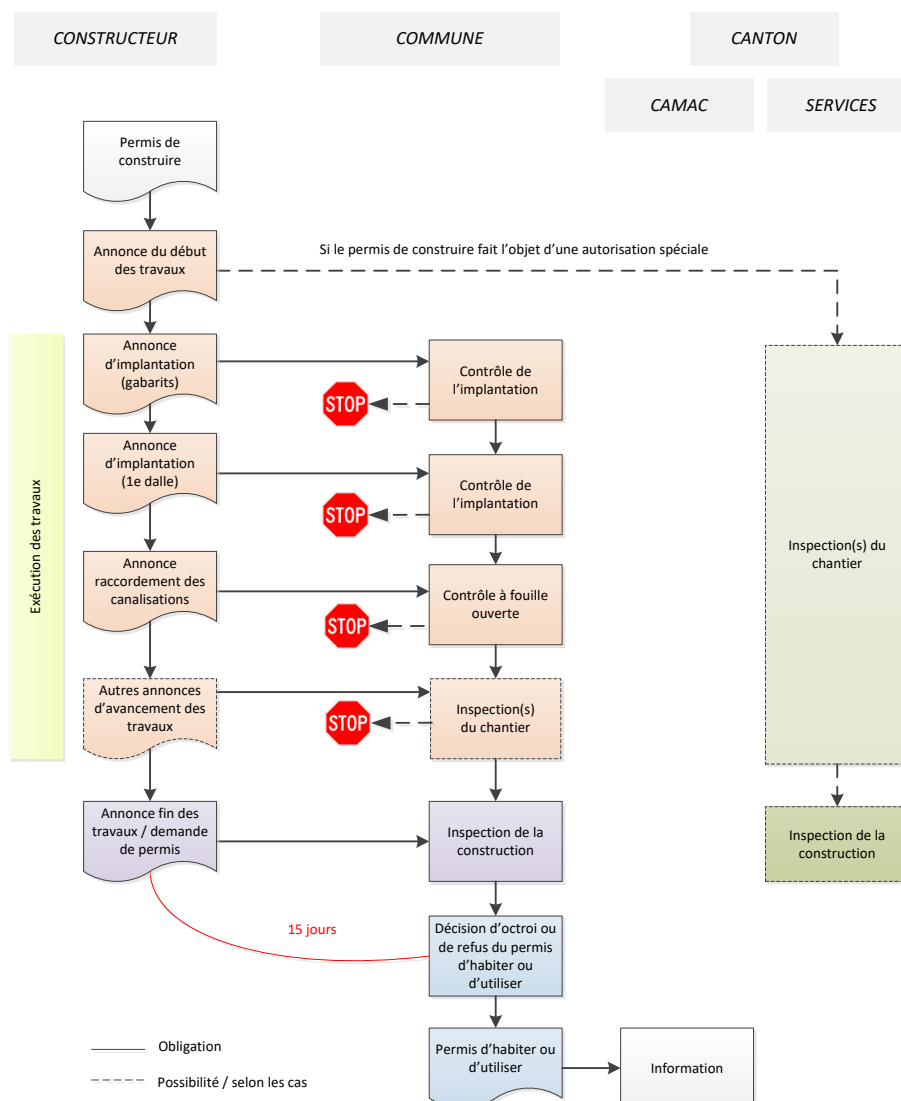 CONSTRUCTEUR
COMMUNE
CANTON
CAMAC
SERVICES
Permis de
construire
Annonce du début
des travaux
Si le permis de construire fait l’objet d’une autorisation spéciale
Exécution des travaux
Annonce
d’implantation
(gabarits)
Contrôle de
l’implantation
STOP
Annonce
d’implantation
(1e dalle)
Contrôle de
l’implantation
STOP
Inspection(s) du
chantier
Annonce
raccordement des
canalisations
Contrôle à fouille
ouverte
STOP
Autres annonces
d’avancement des
travaux
Inspection(s)
du chantier
STOP
Annonce fin des
travaux / demande
de permis
Inspection de la
construction
Inspection de la
construction
15 jours
Décision d’octroi ou
de refus du permis
d’habiter ou
d’utiliser
Obligation
Possibilité / selon les cas
Permis d’habiter ou
d’utiliser
Information